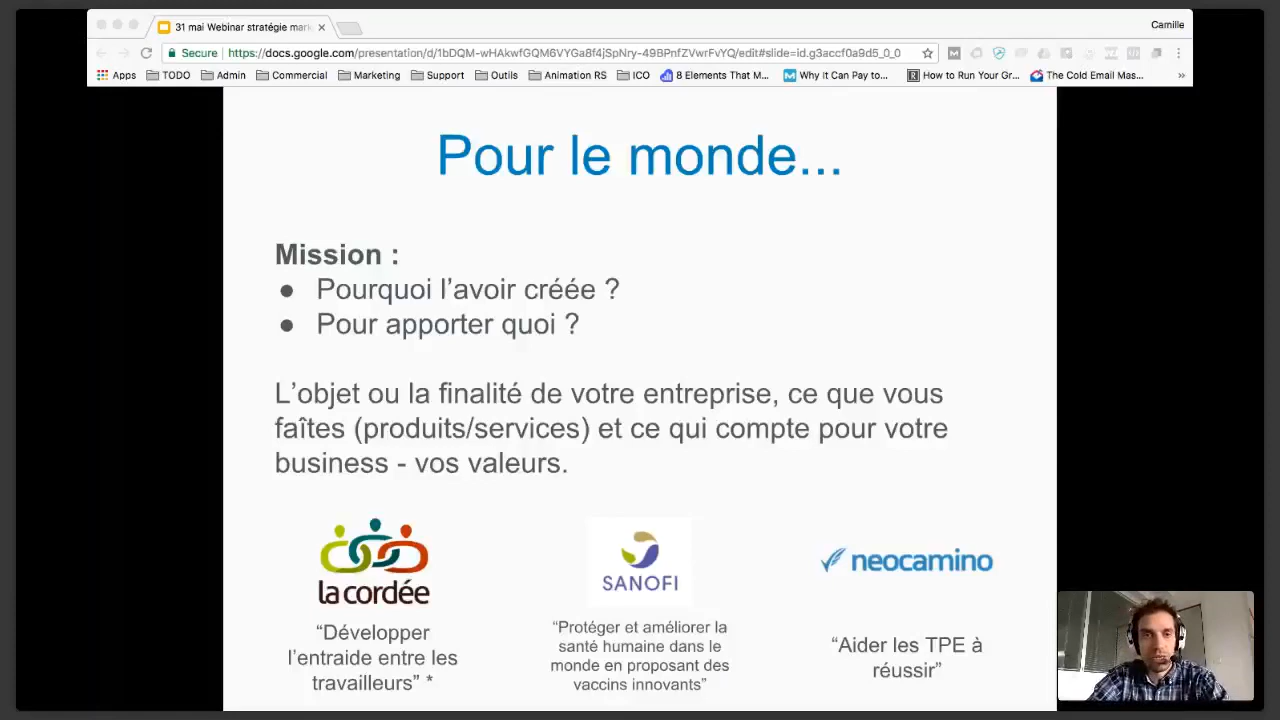 31 mai Webinar stratégie mark
Camille
Secure
https://docs.google.com/presentation/d/1bDQM-wHAkwfGQM6VYGa8f4jSpNry-49BPnfZVwrFvYQ/edit#slide=id.g3accf0a9d5_0_0
Apps TODO Admin Commercial Marketing Support Outils Animation RS ICO 8 Elements That M... Why it Can Pay to... How to Run Your Gr... The Cold Email Mas... »
Pour le monde...
Mission :
● Pourquoi l’avoir créée ?
● Pour apporter quoi ?
L’objet ou la finalité de votre entreprise, ce que vous
faîtes (produits/services) et ce qui compte pour votre
business - vos valeurs.
la cordée
“Développer
l’entraide entre les
travailleurs” *
SANOFI
“Protéger et améliorer la
santé humaine dans le
monde en proposant des
vaccins innovants”
neocamino
“Aider les TPE à
réussir”